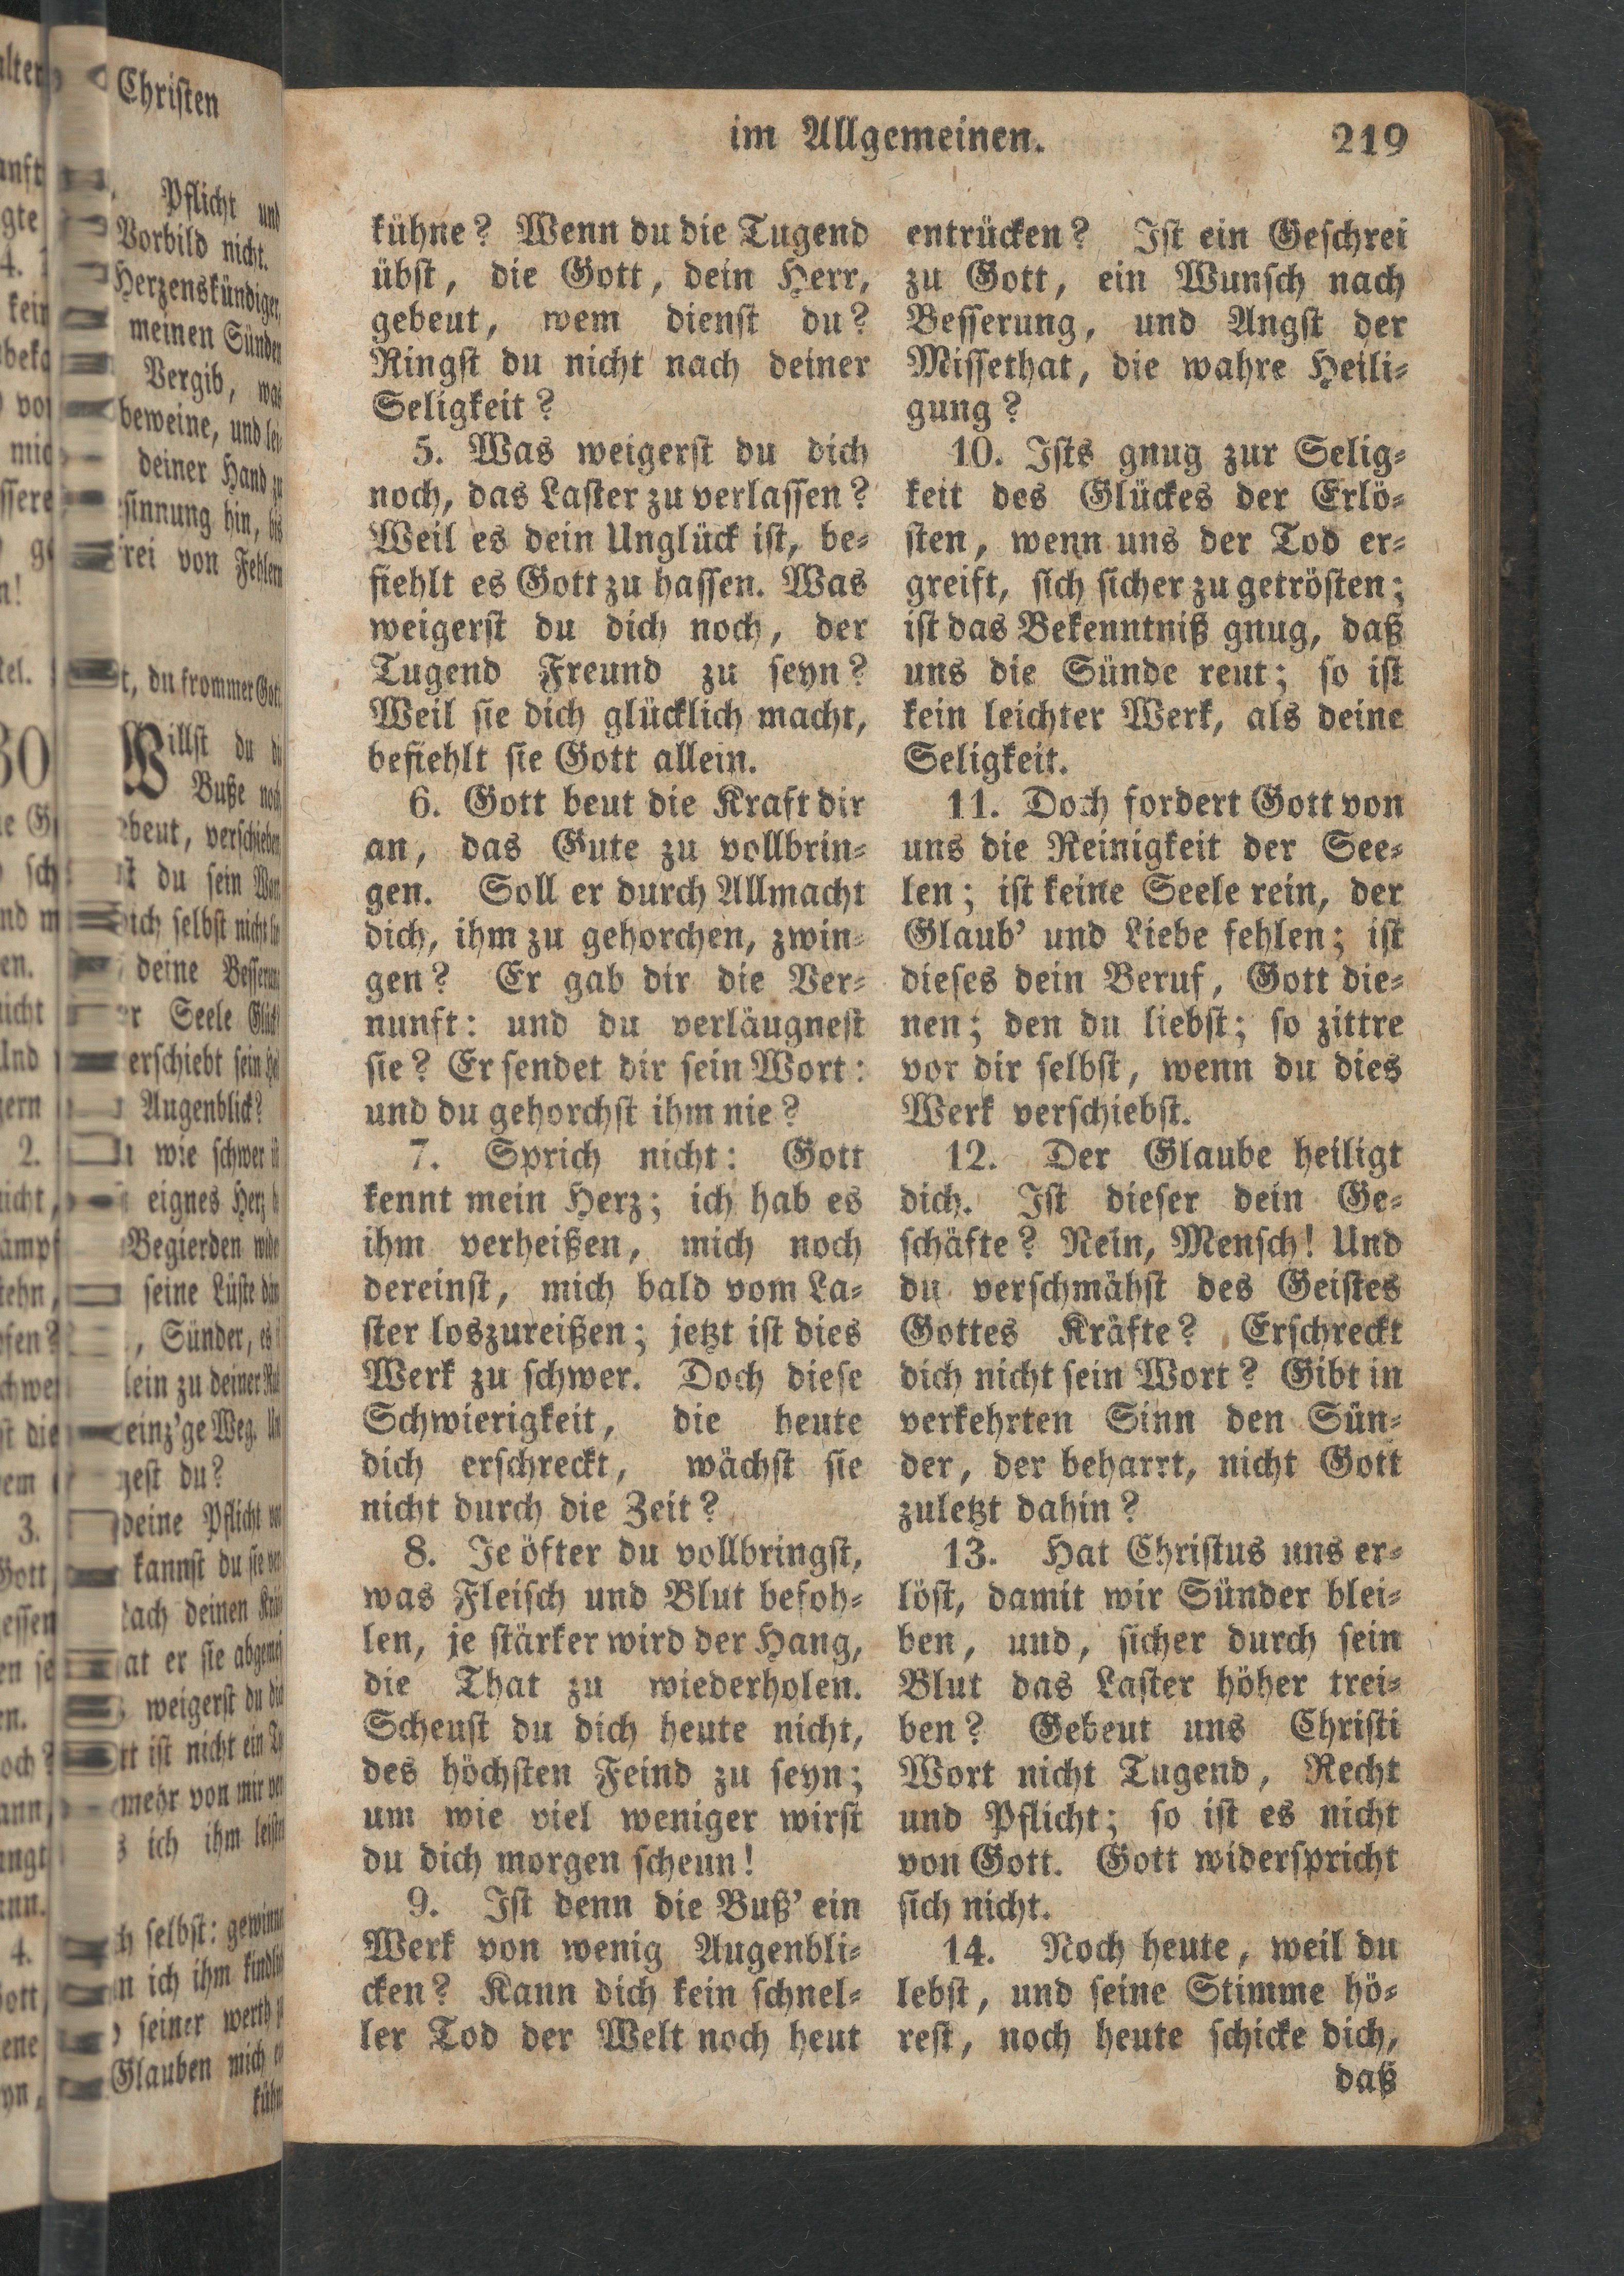 im Allgemeinen. 219
kühne? Wenn du die Tugend
übst, die Gott, dein Herr,
gebeut, wem dienst du?
Ringst du nicht nach deiner
Seligkeit?
5. Was weigerst du dich
noch, das Laster zu verlassen?
Weil es dein Unglück ist, be-
fiehlt es Gott zu hassen. Was
weigerst du dich noch, der
Tugend Freund zu seyn?
Weil sie dich glücklich macht,
befiehlt sie Gott allein.
6. Gott beut die Kraft dir
an, das Gute zu vollbrin-
gen. Soll er durch Allmacht
dich, ihm zu gehorchen, zwin-
gen? Er gab dir die Ver-
nunft: und du verläugnest
sie? Er sendet dir sein Wort:
und du gehorchst ihm nie?
7. Sprich nicht: Gott
kennt mein Herz; ich hab es
ihm verheißen, mich noch
dereinst, mich bald vom La-
ster loszureißen; jetzt ist dies
Werk zu schwer. Doch diese
Schwierigkeit, die heute
dich erschreckt, wächst sie
nicht durch die Zeit?
8. Je öfter du vollbringst,
was Fleisch und Blut befoh-
len, je stärker wird der Hang,
die That zu wiederholen.
Scheust du dich heute nicht,
des höchsten Feind zu seyn;
um wie viel weniger wirst
du dich morgen scheun!
9. Ist denn die Buß' ein
Werk von wenig Augenbli-
cken? Kann dich kein schnel-
ler Tod der Welt noch heut
entrücken? Ist ein Geschrei
zu Gott, ein Wunsch nach
Besserung, und Angst der
Missethat, die wahre Heili-
gung?
10. Ists gnug zur Selig-
keit des Glückes der Erlö-
sten, wenn uns der Tod er-
greift, sich sicher zu getrösten;
ist das Bekenntniß gnug, daß
uns die Sünde reut; so ist
kein leichter Werk, als deine
Seligkeit.
11. Doch fordert Gott von
uns die Reinigkeit der See-
len; ist keine Seele rein, der
Glaub' und Liebe fehlen; ist
dieses dein Beruf, Gott die-
nen; den du liebst; so zittre
vor dir selbst, wenn du dies
Werk verschiebst.
12. Der Glaube heiligt
dich. Ist dieser dein Ge-
schäfte? Nein, Mensch! Und
du verschmähst des Geistes
Gottes Kräfte? Erschreckt
dich nicht sein Wort? Gibt in
verkehrten Sinn den Sün-
der, der beharrt, nicht Gott
zuletzt dahin?
13. Hat Christus uns er-
löst, damit wir Sünder blei-
ben, und, sicher durch sein
Blut das Laster höher trei-
ben? Gebeut uns Christi
Wort nicht Tugend, Recht
und Pflicht; so ist es nicht
von Gott. Gott widerspricht
sich nicht.
14. Noch heute, weil du
lebst, und seine Stimme hö-
rest, noch heute schicke dich,
daß